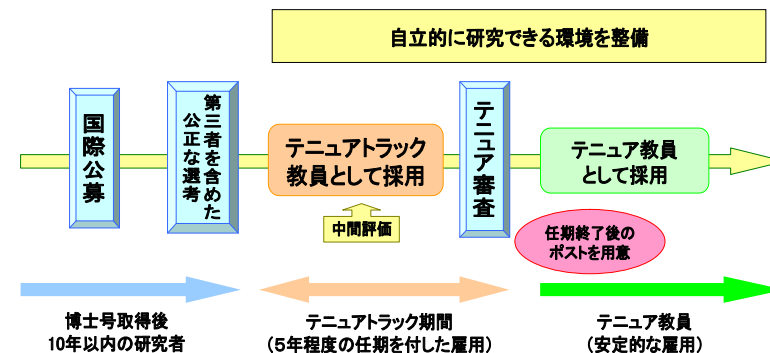 自立的に研究できる環境を整備
国際公募
第三者を含めた
公正な選考
テニュアトラック
教員として採用
中間評価
テニュア審査
テニュア教員
として採用
任期終了後の
ポストを用意
博士号取得後
10年以内の研究者
テニュアトラック期間
(5年程度の任期を付した雇用)
テニュア教員
(安定的な雇用)